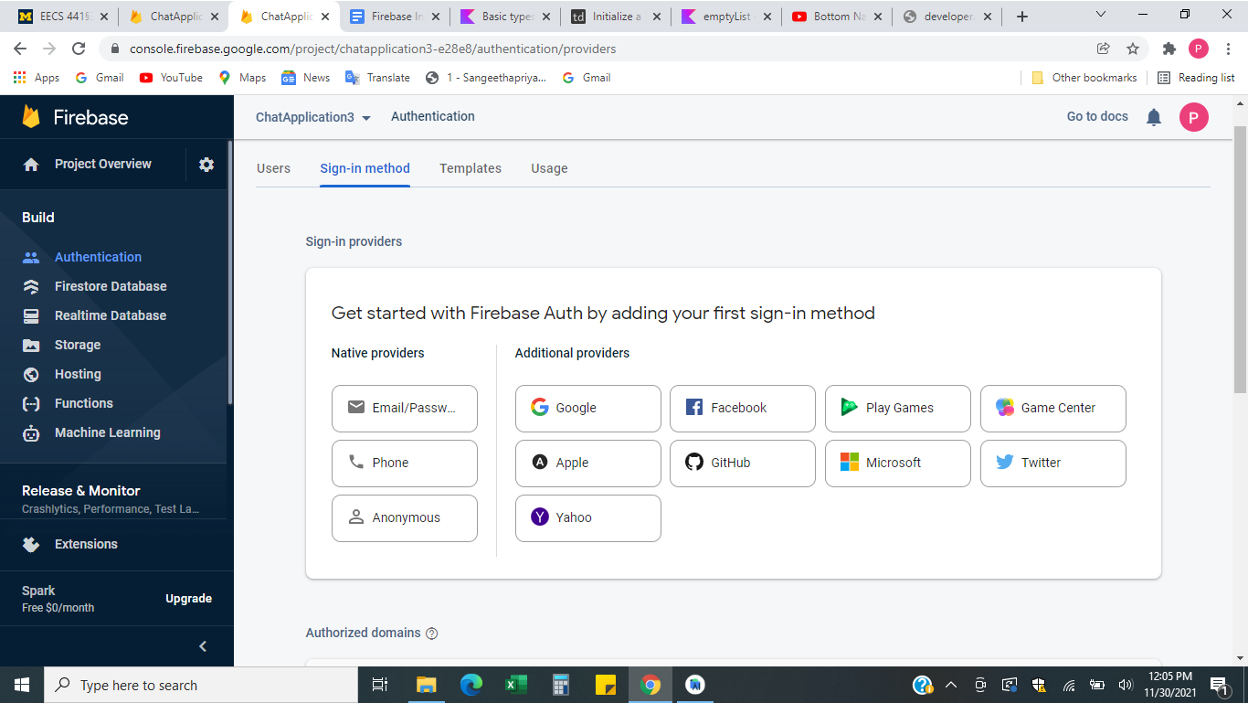 EECS 441
ChatApplic
ChatApplic
Firebase In
Basic types
Initialize a
emptyList
Bottom Na
developer.
console.firebase.google.com/project/chatapplication3-e28e8/authentication/providers
P
Apps
Gmail
YouTube
Maps
News
Translate
1 - Sangeethapriya...
Gmail
Other bookmarks
Reading list
Firebase
ChatApplication3
Authentication
Go to docs
P
Project Overview
Users
Sign-in method
Templates
Usage
Build
Authentication
Firestore Database
Realtime Database
Storage
Hosting
Functions
Machine Learning
Release & Monitor
Crashlytics, Performance, Test La...
Extensions
Spark
Free $0/month
Upgrade
Sign-in providers
Get started with Firebase Auth by adding your first sign-in method
Native providers
Additional providers
Email/Passw...
Google
Facebook
Play Games
Game Center
Phone
Apple
GitHub
Microsoft
Twitter
Anonymous
Yahoo
Authorized domains
Type here to search
12:05 PM
11/30/2021
1